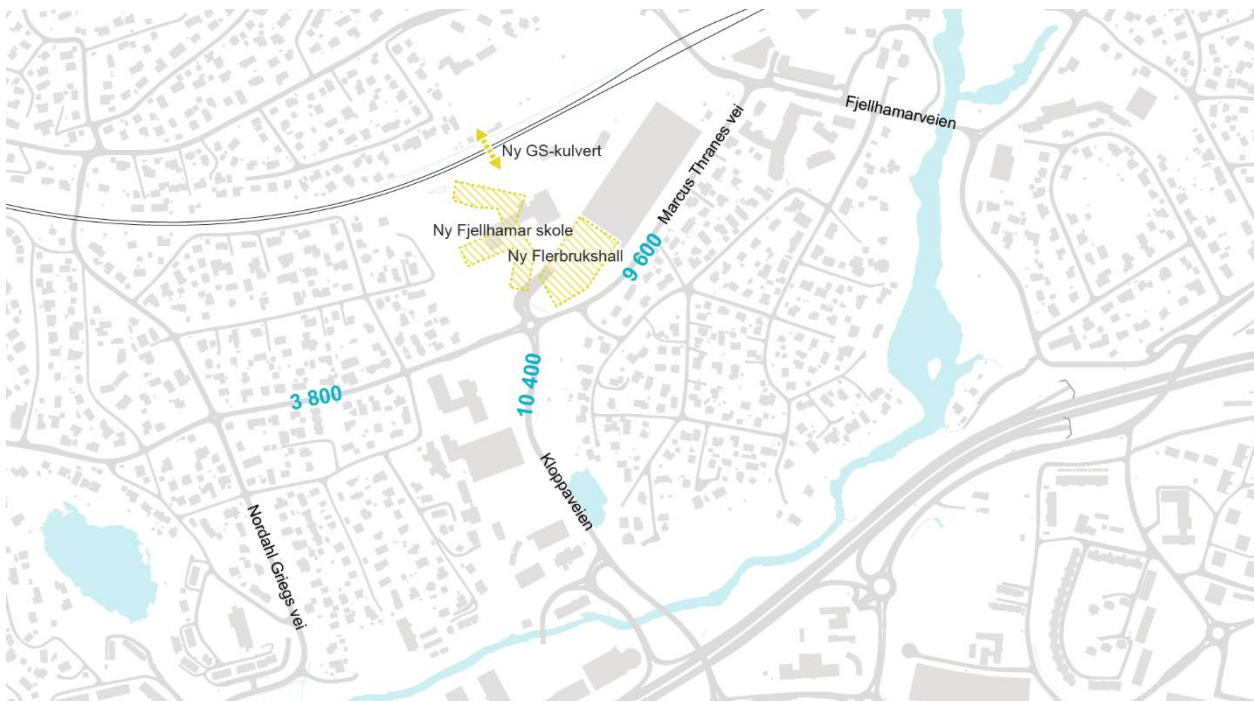 Fjellhamarveien
Ny GS-kulvert
Marcus Thranes vei
Ny Fjellhamar skole
Ny Flerbrukshall
9 600
3 800
10 400
Kloppaveien
Nordahl Griegs vei